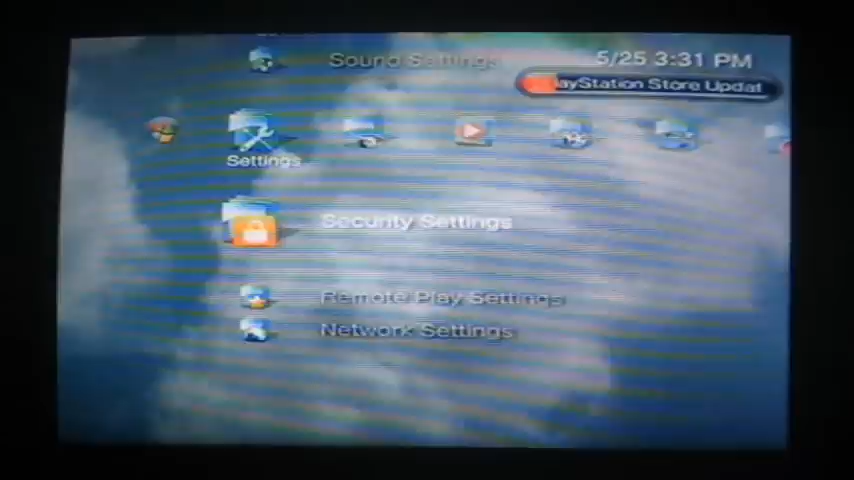 Sound Settings
5/25 3:31 PM
ayStation Store Updat
Settings
Security Settings
Remote Play Settings
Network Settings